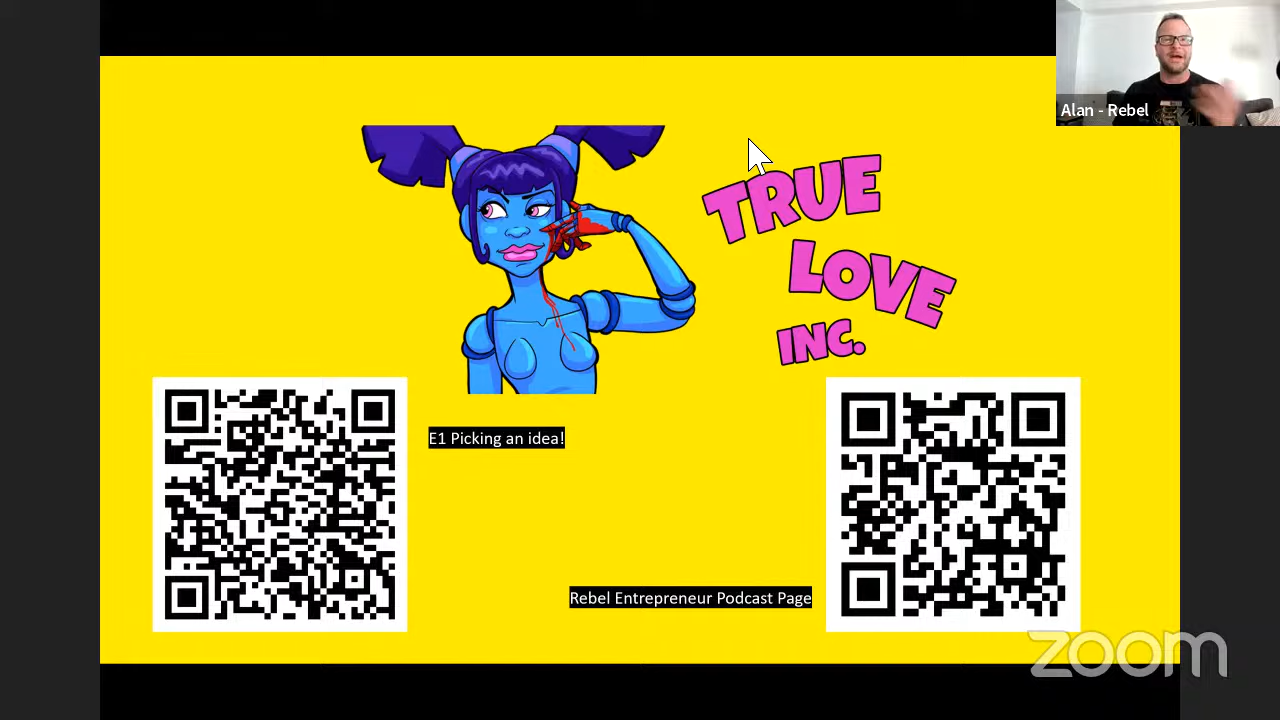 Alan - Rebel
TRUE
LOVE
INC.
E1 Picking an idea!
Rebel Entrepreneur Podcast Page
zoom